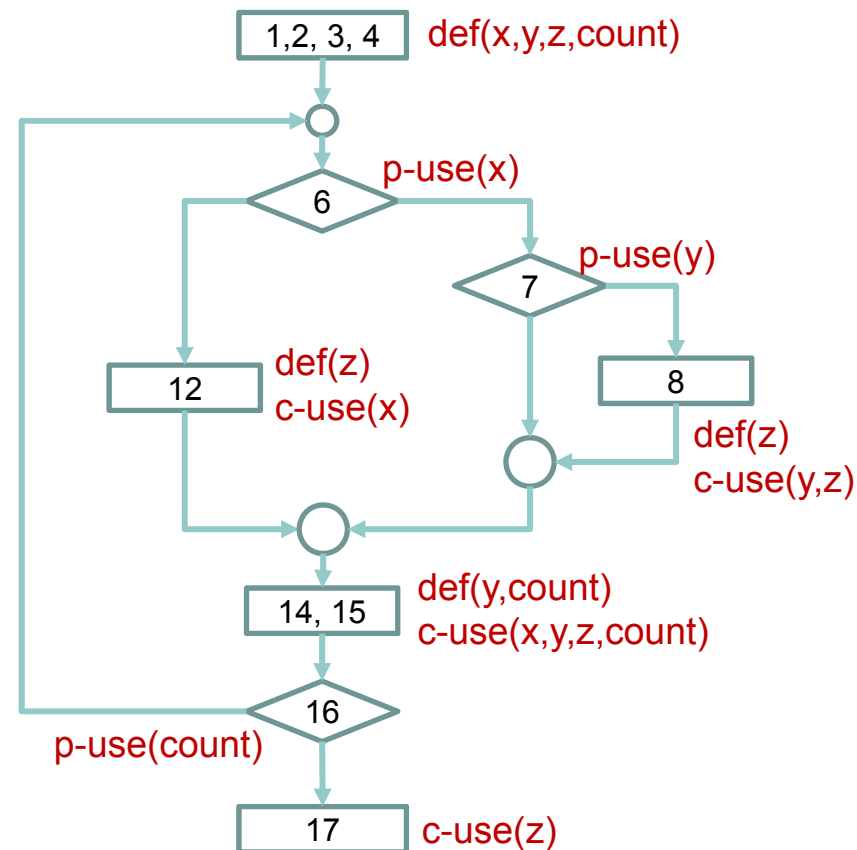 1,2, 3, 4
def(x,y,z,count)
p-use(x)
6
p-use(y)
7
def(z)
12
c-use(x)
8
def(z)
c-use(y,z)
def(y,count)
14, 15
c-use(x,y,z,count)
16
p-use(count)
17
c-use(z)